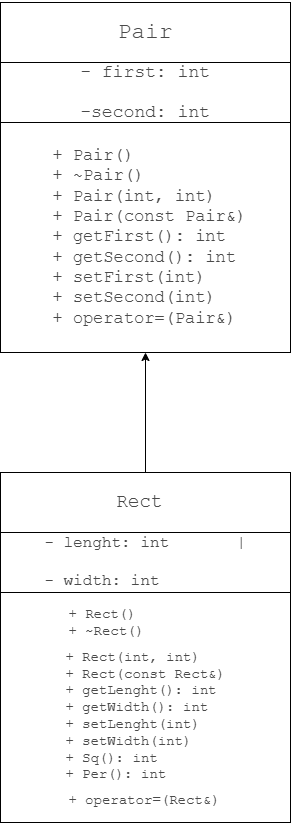 Pair
- first: int
-second: int
+ Pair()
+ ~Pair()
+ Pair(int, int)
+ Pair(const Pair&)
+ getFirst(): int
+ getSecond(): int
+ setFirst(int)
+ setSecond(int)
+ operator=(Pair&)
Rect
- lenght: int |
- width: int
+ Rect()
+ ~Rect()
+ Rect(int, int)
+ Rect(const Rect&)
+ getLenght(): int
+ getWidth(): int
+ setLenght(int)
+ setWidth(int)
+ Sq(): int
+ Per(): int
+ operator=(Rect&)